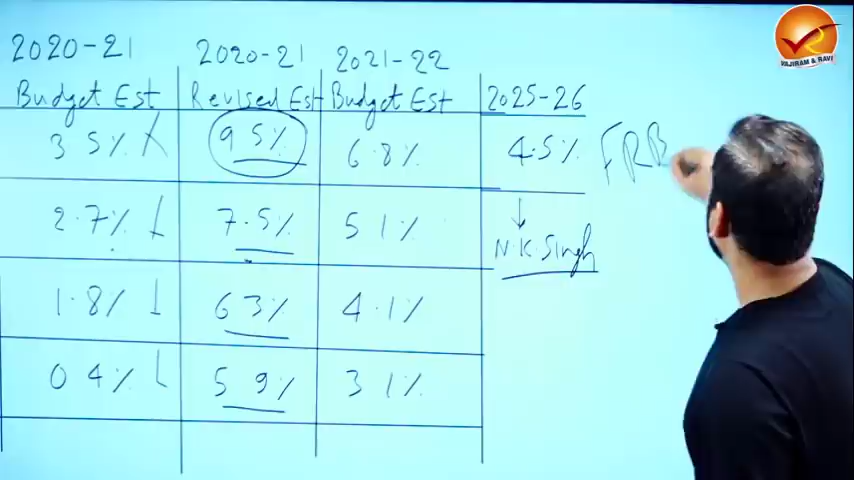 2020-21 2020-21 2021-22
Budget Est Revised Est Budget Est 2025-26
3.5% 9.5% 6.8% 4.5% FRB
2.7% 7.5% 5.1%
N.K.Singh
1.8% 6.3% 4.1%
0.4% 5.9% 3.1%
VAJIRAM & RAVI